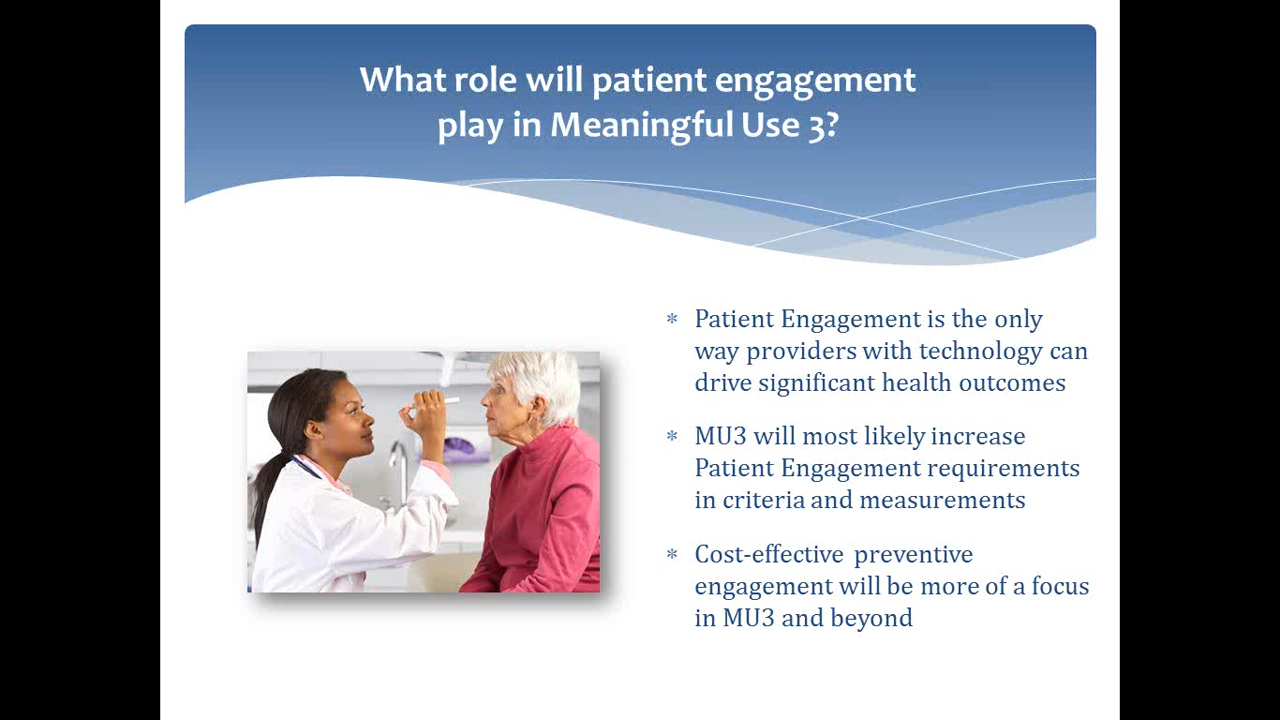 What role will patient engagement
play in Meaningful Use 3?
* Patient Engagement is the only
way providers with technology can
drive significant health outcomes
* MU3 will most likely increase
Patient Engagement requirements
in criteria and measurements
* Cost-effective preventive
engagement will be more of a focus
in MU3 and beyond